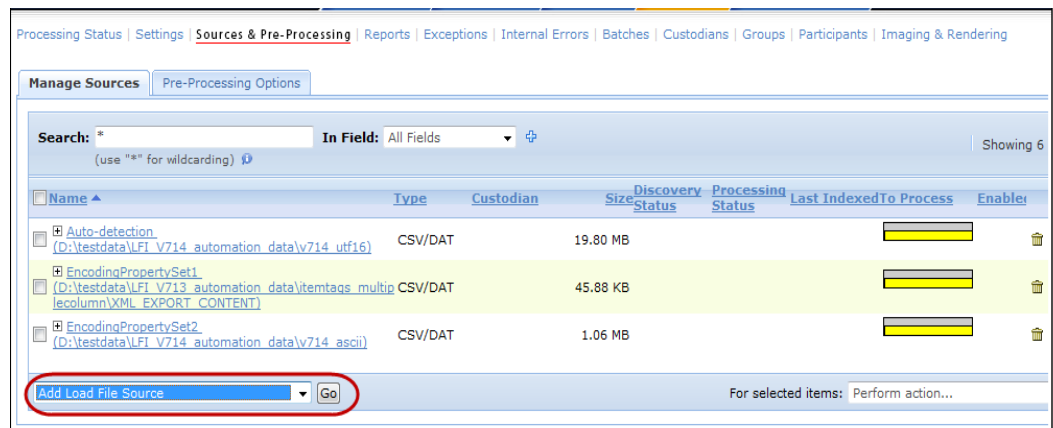 Processing Status | Settings | Sources & Pre-Processing | Reports | Exceptions | Internal Errors | Batches | Custodians | Groups | Participants | Imaging & Rendering
Manage Sources Pre-Processing Options
Search: * In Field: All Fields
(use "*" for wildcarding) Showing 6
Name Type Custodian Size Discovery Status Processing Status Last Indexed To Process Enabled
Auto-detection
(D:\testdata\LFI_V714_automation_data\v714_utf16) CSV/DAT 19.80 MB
EncodingPropertySet1
(D:\testdata\LFI_V713_automation_data\itemtags_multip CSV/DAT 45.88 KB
lecolumn\XML_EXPORT_CONTENT)
EncodingPropertySet2
(D:\testdata\LFI_V714_automation_data\v714_ascii) CSV/DAT 1.06 MB
Add Load File Source Go For selected items: Perform action...